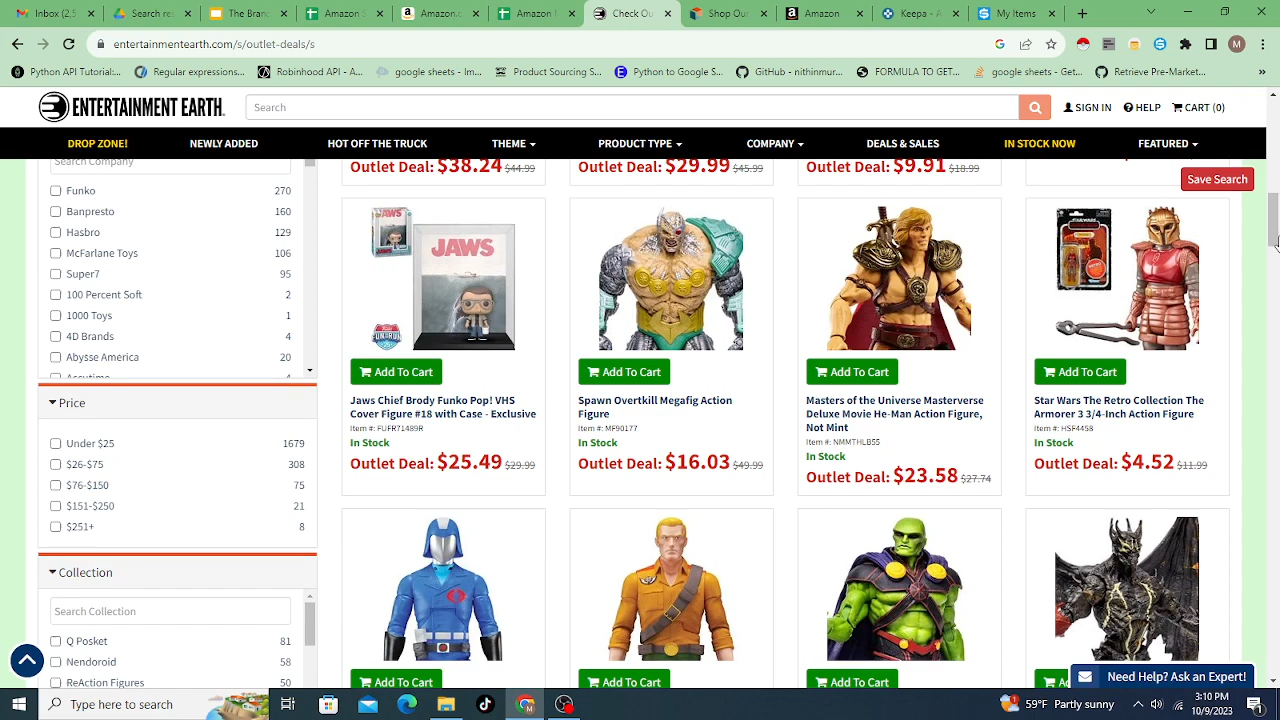 Inbox (2,5
Amazon S
Amazon.c
Amazon P
Check Ou
Shop Our
Amazon
Keepa - A
My Items
entertainmentearth.com/s/outlet-deals/s
M
Python Tutorial
Regular expressions...
Robinhood API - A...
google sheets - Im...
Product Sourcing S...
Python to Google S...
GitHub - nithinmur...
FORMULA TO GET...
google sheets...
Retrofit
ENTERTAINMENT EARTH
Search
SIGN IN
HELP
CART (0)
DROP ZONE!
NEWLY ADDED
HOT OFF THE TRUCK
THEME
PRODUCT TYPE
COMPANY
DEALS & SALES
IN STOCK NOW
FEATURED
Search Company
Outlet Deal: $38.24 $44.99
Outlet Deal: $29.99 $45.99
Outlet Deal: $9.91 $18.99
Save Search
Funko 270
Banpresto 160
Hasbro 129
McFarlane Toys 106
Super7 95
100 Percent Soft 2
1000 Toys 1
4D Brands 4
Abysse America 20
Accutime 4
JAWS
JAWS
Add To Cart
Add To Cart
Add To Cart
Add To Cart
Jaws Chief Brody Funko Pop! VHS
Cover Figure #18 with Case - Exclusive
Item #: FUFR71489R
In Stock
Outlet Deal: $25.49 $29.99
Spawn Overtkill Megafig Action
Figure
Item #: MF90177
In Stock
Outlet Deal: $16.03 $49.99
Masters of the Universe Masterverse
Deluxe Movie He-Man Action Figure,
Not Mint
Item #: NMMTHLB55
In Stock
Outlet Deal: $23.58 $27.74
Star Wars The Retro Collection The
Armorer 3 3/4-Inch Action Figure
Item #: HSF4458
In Stock
Outlet Deal: $4.52 $11.99
Price
Under $25 1679
$26-$75 308
$76-$150 75
$151-$250 21
$251+ 8
Collection
Search Collection
Q Posket 81
Nendoroid 58
ReAction Figures 50
Add To Cart
Add To Cart
Add To Cart
Need Help? Ask an Expert!
Type here to search
59°F Partly sunny
3:10 PM
10/9/2023